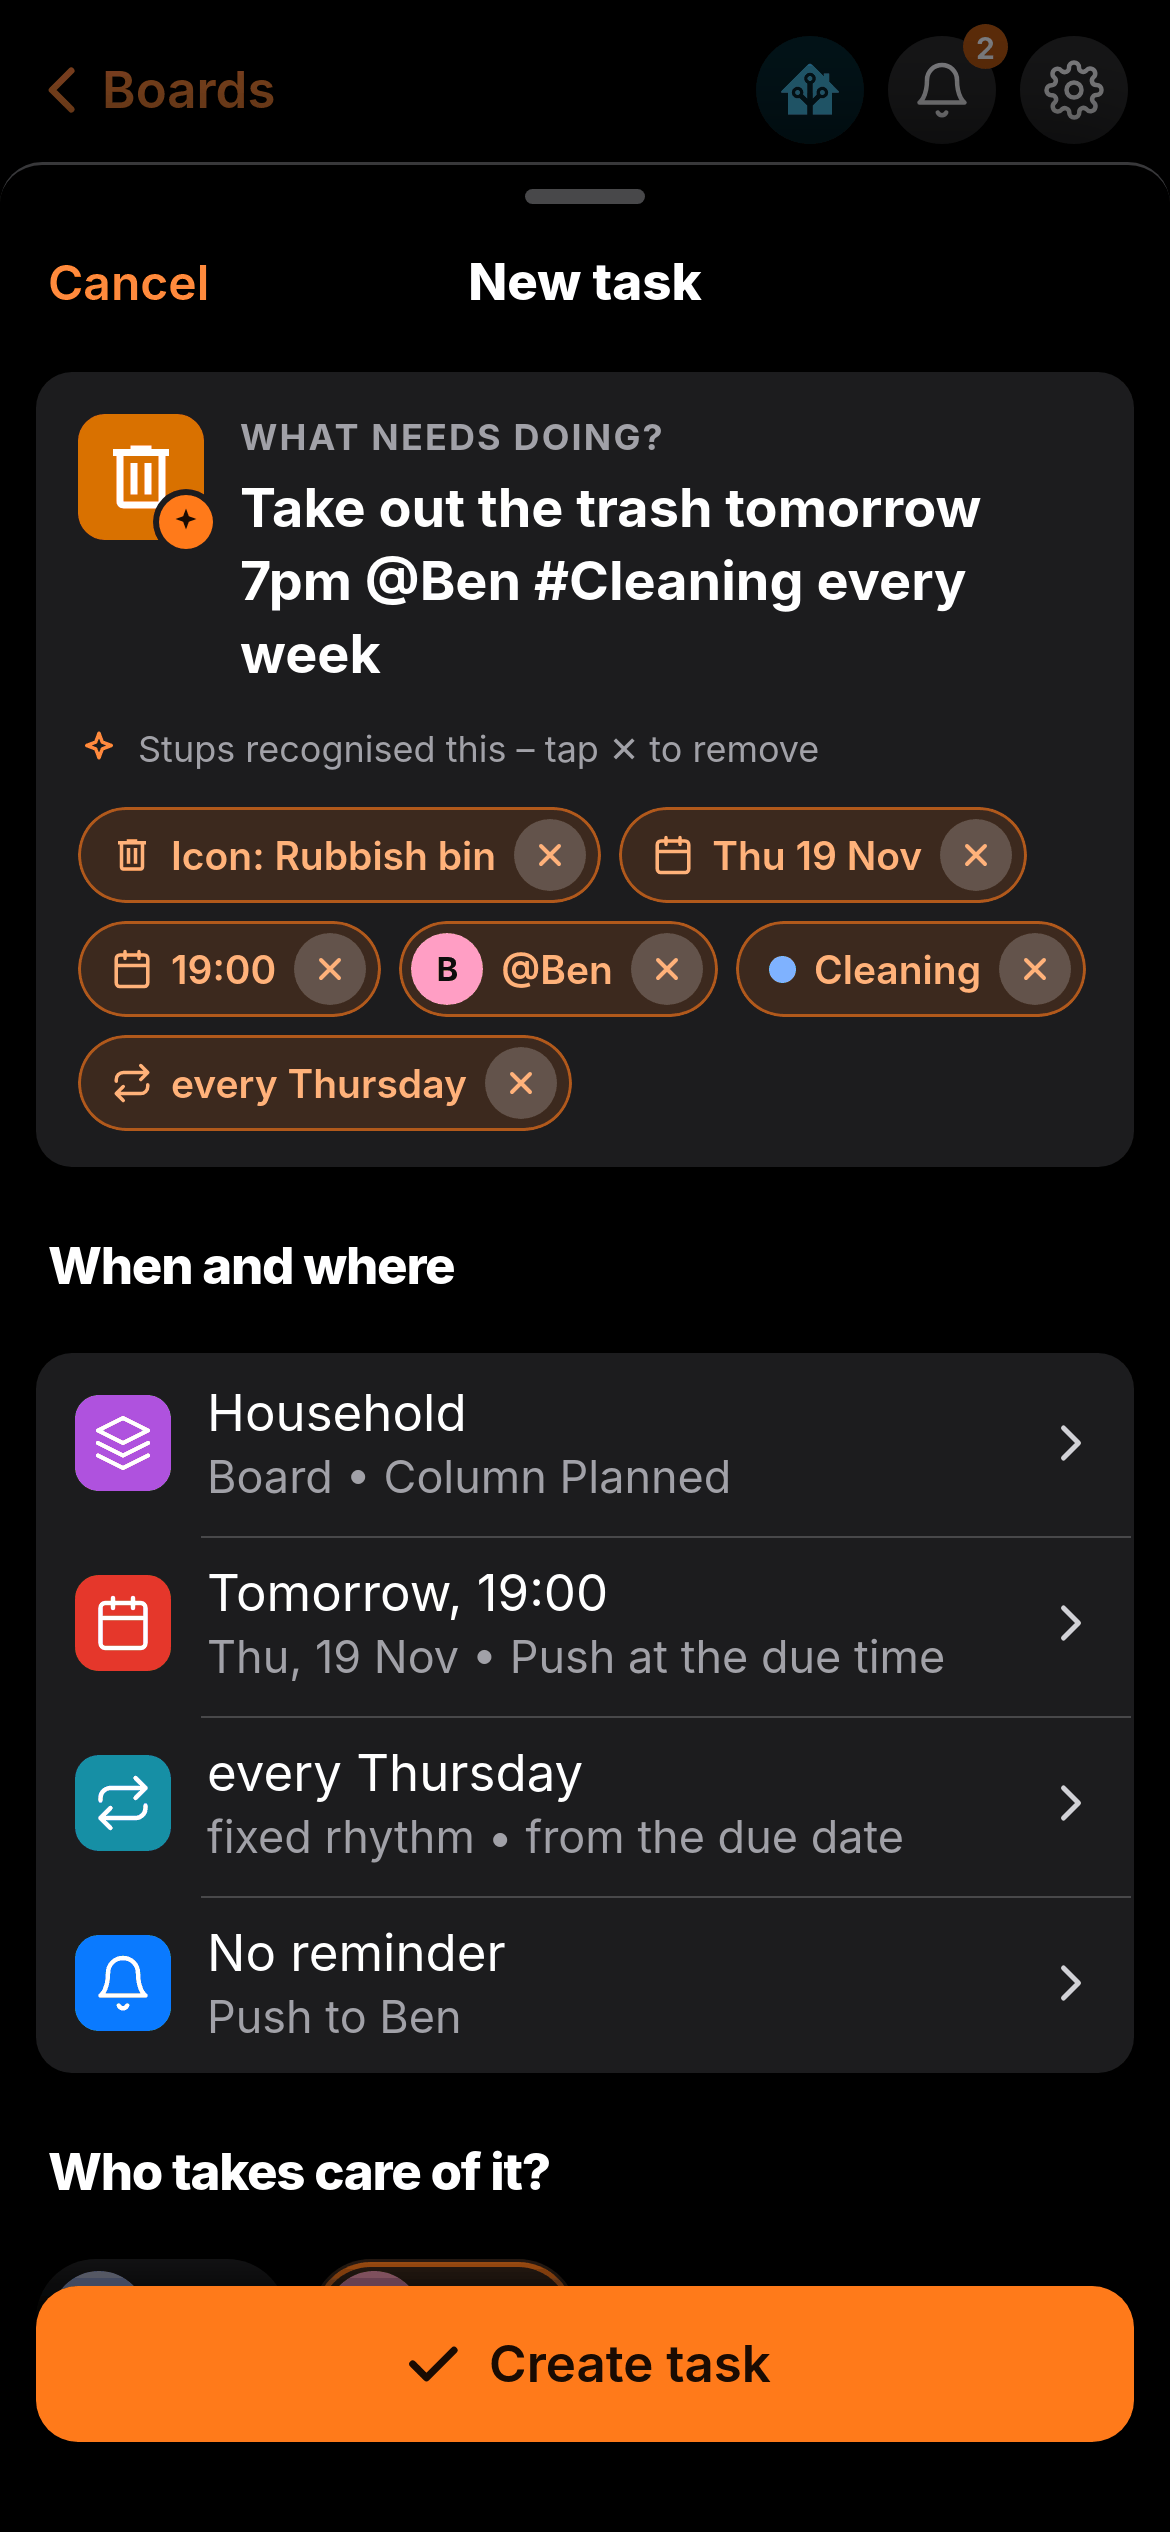 Boards
2
Cancel
New task
WHAT NEEDS DOING?
Take out the trash tomorrow
7pm @Ben #Cleaning every
week
Stups recognised this – tap ✕ to remove
Icon: Rubbish bin
Thu 19 Nov
19:00
B
@Ben
Cleaning
every Thursday
When and where
Household
Board • Column Planned
Tomorrow, 19:00
Thu, 19 Nov • Push at the due time
every Thursday
fixed rhythm • from the due date
No reminder
Push to Ben
Who takes care of it?
Create task